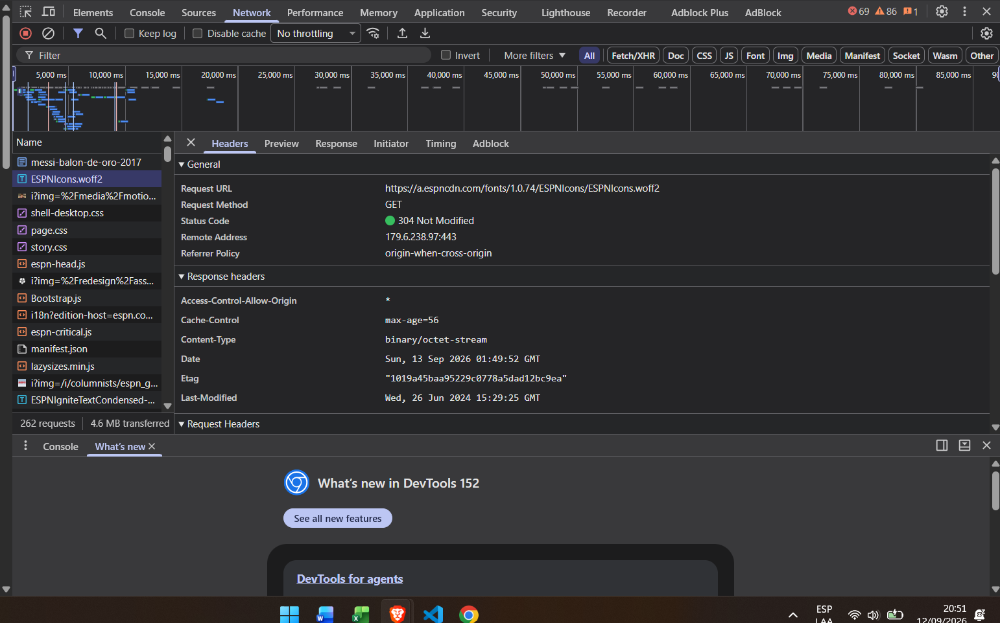 Elements Console Sources Network Performance Memory Application Security Lighthouse Recorder Adblock Plus AdBlock 69 86 1
Keep log Disable cache No throttling
Filter Invert More filters All Fetch/XHR Doc CSS JS Font Img Media Manifest Socket Wasm Other
5,000 ms 10,000 ms 15,000 ms 20,000 ms 25,000 ms 30,000 ms 35,000 ms 40,000 ms 45,000 ms 50,000 ms 55,000 ms 60,000 ms 65,000 ms 70,000 ms 75,000 ms 80,000 ms 85,000 ms
Name
messi-balon-de-oro-2017
ESPNIcons.woff2
i?img=%2Fmedia%2Fmotio...
shell-desktop.css
page.css
story.css
espn-head.js
i?img=%2Fredesign%2Fass...
Bootstrap.js
i18n?edition-host=espn.co...
espn-critical.js
manifest.json
lazysizes.min.js
i?img=/i/columnists/espn_g...
ESPNIgniteTextCondensed-...
262 requests 4.6 MB transferred
Headers Preview Response Initiator Timing Adblock
General
Request URL https://a.espncdn.com/fonts/1.0.74/ESPNIcons/ESPNIcons.woff2
Request Method GET
Status Code 304 Not Modified
Remote Address 179.6.238.97:443
Referrer Policy origin-when-cross-origin
Response headers
Access-Control-Allow-Origin *
Cache-Control max-age=56
Content-Type binary/octet-stream
Date Sun, 13 Sep 2026 01:49:52 GMT
Etag "1019a45baa95229c0778a5dad12bc9ea"
Last-Modified Wed, 26 Jun 2024 15:29:25 GMT
Request Headers
Console What's new
What's new in DevTools 152
See all new features
DevTools for agents
ESP 20:51
LAA 12/09/2026